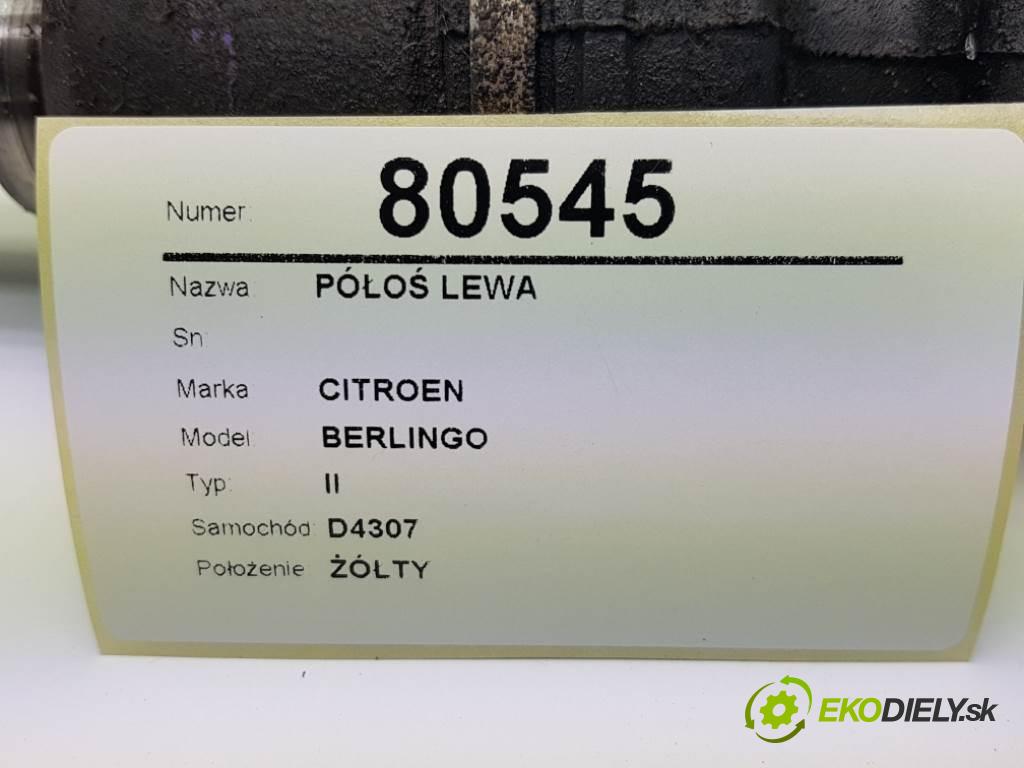 Numer: 80545
Nazwa: PÓŁOŚ LEWA
Sn:
Marka CITROEN
Model: BERLINGO
Typ: II
Samochód: D4307
Położenie ŻÓŁTY
EKODIELY.sk